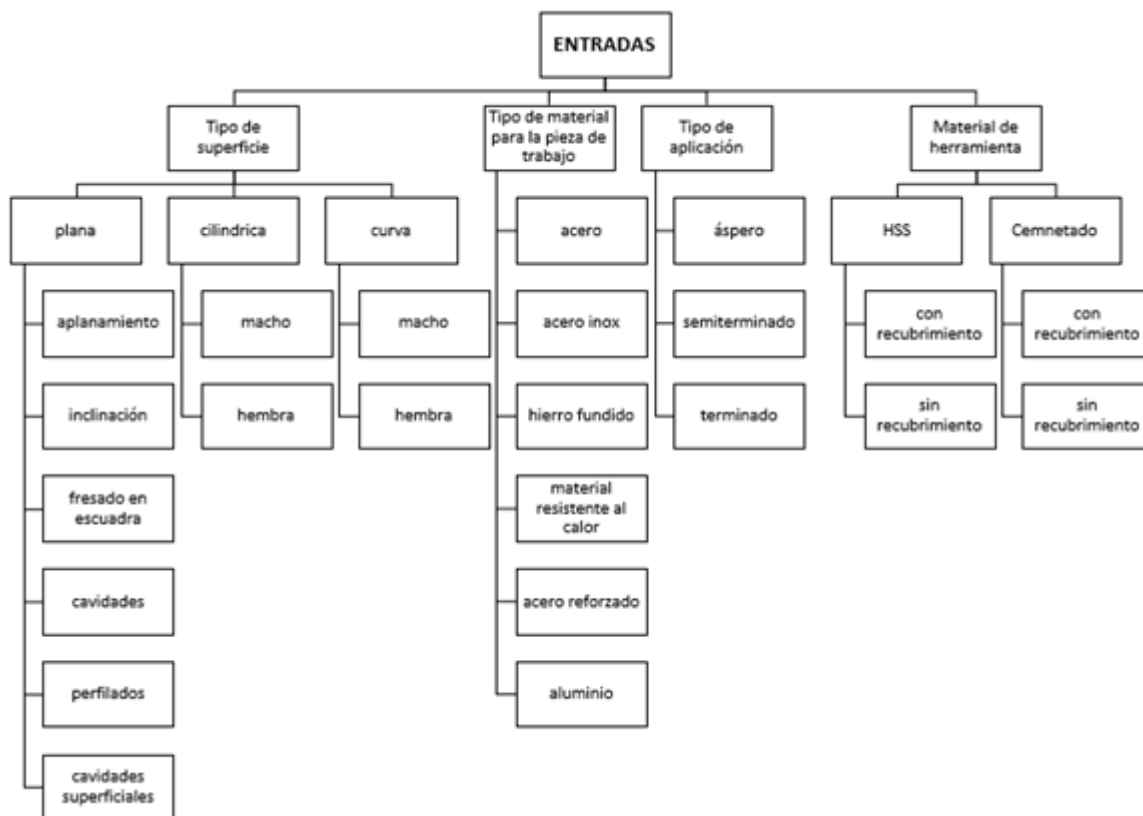 ENTRADAS
Tipo de
superficie
Tipo de material
para la pieza de
trabajo
Tipo de
aplicación
Material de
herramienta
plana
cilindrica
curva
acero
áspero
HSS
Cemnetado
aplanamiento
macho
macho
acero inox
semiterminado
con
recubrimiento
con
recubrimiento
inclinación
hembra
hembra
hierro fundido
terminado
sin
recubrimiento
sin
recubrimiento
fresado en
escuadra
material
resistente al
calor
cavidades
acero reforzado
perfilados
aluminio
cavidades
superficiales